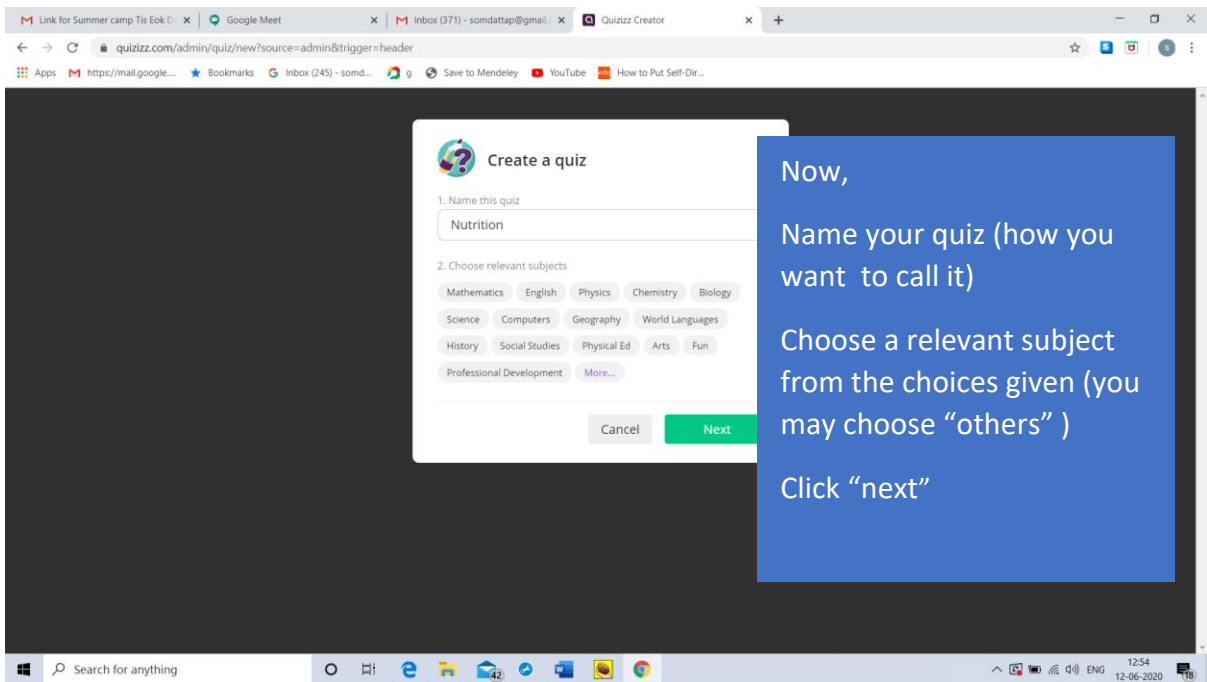 Link for Summer camp Tis Eok D
Google Meet
Inbox (371) - somdattap@gmail.
Quizizz Creator
quizizz.com/admin/quiz/new?source=admin&trigger=header
Apps
https://mail.google....
Bookmarks
Inbox (245) - somd...
g
Save to Mendeley
YouTube
How to Put Self-Dir...
Create a quiz
1. Name this quiz
Nutrition
2. Choose relevant subjects
Mathematics English Physics Chemistry Biology
Science Computers Geography World Languages
History Social Studies Physical Ed Arts Fun
Professional Development More...
Cancel Next
Now,
Name your quiz (how you
want to call it)
Choose a relevant subject
from the choices given (you
may choose “others” )
Click “next”
Search for anything
42
ENG
12:54
12-06-2020
18